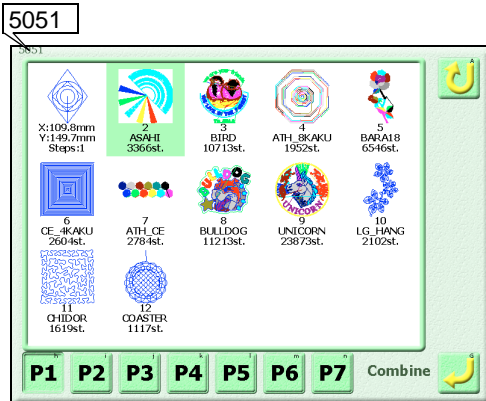 5051
5051
A
X:109.8mm
Y:149.7mm
Steps:1
2
ASAHI
3366st.
3
BIRD
10713st.
4
ATH_8KAKU
1952st.
5
BARA18
6546st.
6
CE_4KAKU
2604st.
7
ATH_CE
2784st.
8
BULLDOG
11213st.
UNICORN
9
UNICORN
23873st.
10
LG_HANG
2102st.
11
CHIDOR
1619st.
12
COASTER
1117st.
h i j k l m n G
P1 P2 P3 P4 P5 P6 P7 Combine